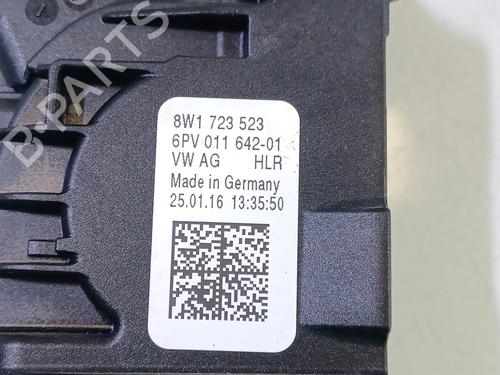 B-PARTS
8W1 723 523
6PV 011 642-01
VW AG HLR
Made in Germany
25.01.16 13:35:50